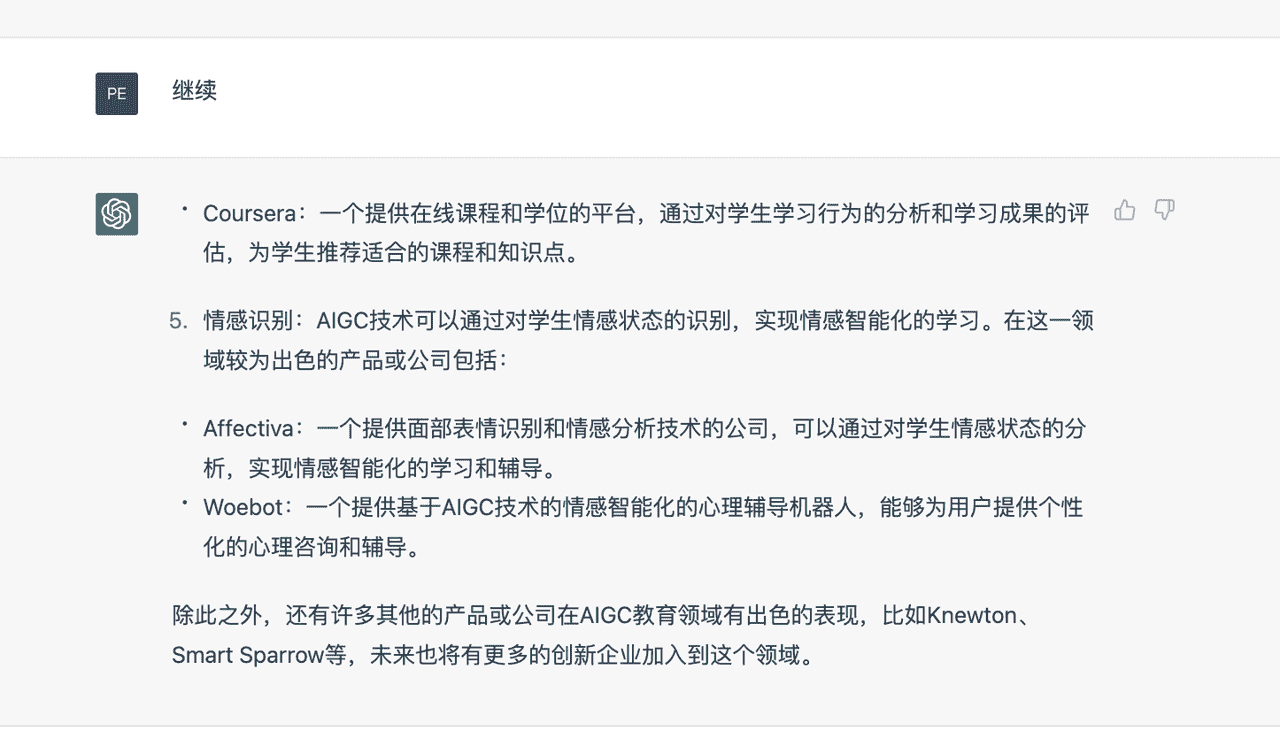 PE
继续
· Coursera：一个提供在线课程和学位的平台，通过对学生学习行为的分析和学习成果的评
估，为学生推荐适合的课程和知识点。
5. 情感识别：AIGC技术可以通过对学生情感状态的识别，实现情感智能化的学习。在这一领
域较为出色的产品或公司包括：
· Affectiva：一个提供面部表情识别和情感分析技术的公司，可以通过对学生情感状态的分
析，实现情感智能化的学习和辅导。
· Woebot：一个提供基于AIGC技术的情感智能化的心理辅导机器人，能够为用户提供个性
化的心理咨询和辅导。
除此之外，还有许多其他的产品或公司在AIGC教育领域有出色的表现，比如Knewton、
Smart Sparrow等，未来也将有更多的创新企业加入到这个领域。